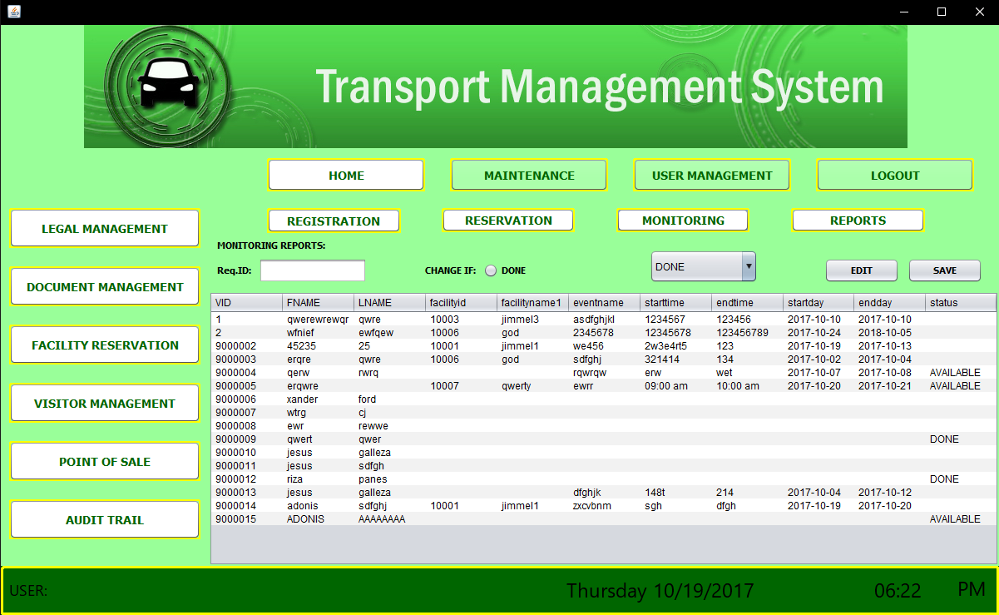 Transport Management System
HOME MAINTENANCE USER MANAGEMENT LOGOUT
LEGAL MANAGEMENT
DOCUMENT MANAGEMENT
FACILITY RESERVATION
VISITOR MANAGEMENT
POINT OF SALE
AUDIT TRAIL
REGISTRATION RESERVATION MONITORING REPORTS
MONITORING REPORTS:
Req.ID: CHANGE IF: DONE DONE EDIT SAVE
VID FNAME LNAME facilityid facilityname1 eventname starttime endtime startday endday status
1 qwerewrewqr qwre 10003 jimmel3 asdfghjkl 1234567 123456 2017-10-10 2017-10-10
2 wfnief ewfqew 10006 god 2345678 12345678 123456789 2017-10-24 2018-10-05
9000002 45235 25 10001 jimmel1 we456 2w3e4rt5 123 2017-10-19 2017-10-13
9000003 erqre qwre 10006 god sdfghj 321414 134 2017-10-02 2017-10-04
9000004 qerw rwrq rqwrqw erw wet 2017-10-07 2017-10-08 AVAILABLE
9000005 erqwre 10007 qwerty ewrr 09:00 am 10:00 am 2017-10-20 2017-10-21 AVAILABLE
9000006 xander ford
9000007 wtrg cj
9000008 ewr rewwe
9000009 qwert qwer DONE
9000010 jesus galleza
9000011 jesus sdfgh
9000012 riza panes DONE
9000013 jesus galleza dfghjk 148t 214 2017-10-04 2017-10-12
9000014 adonis sdfghj 10001 jimmel1 zxcvbnm sgh dfgh 2017-10-19 2017-10-20
9000015 ADONIS AAAAAAAA AVAILABLE
USER: Thursday 10/19/2017 06:22 PM